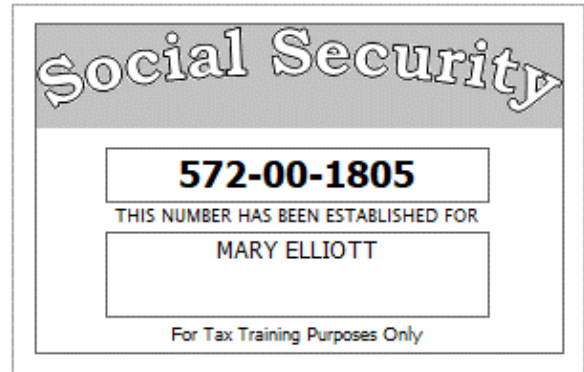 Social Security
572-00-1805
THIS NUMBER HAS BEEN ESTABLISHED FOR
MARY ELLIOTT
For Tax Training Purposes Only